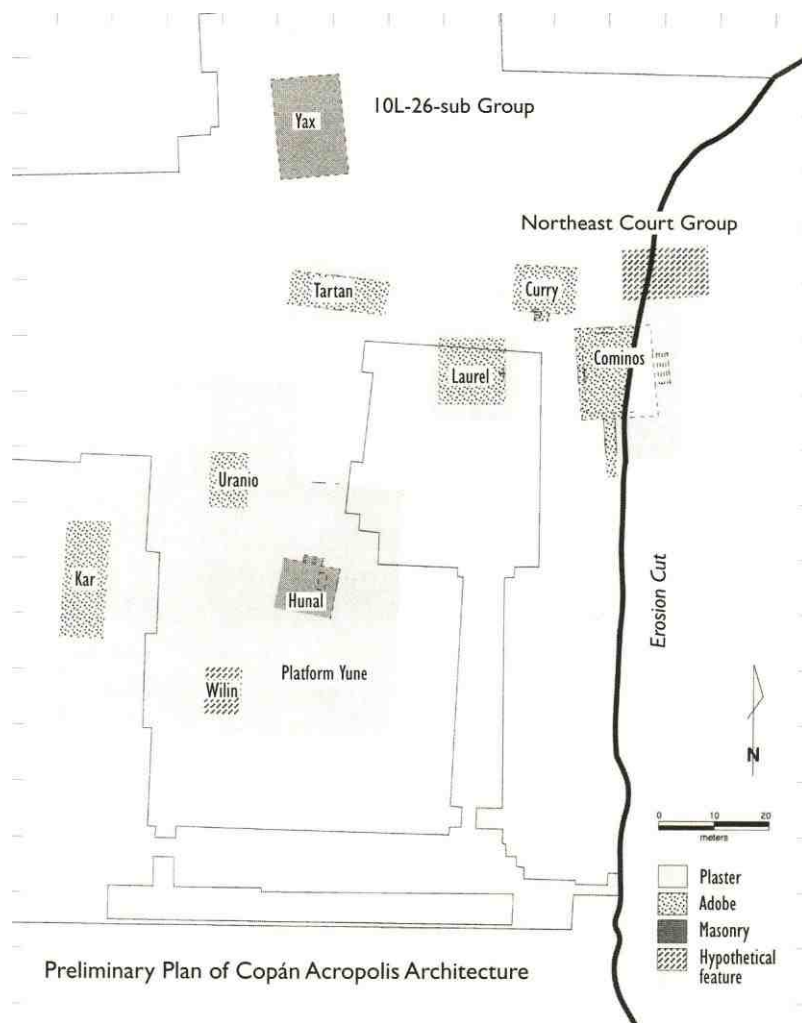 Yax
10L-26-sub Group
Northeast Court Group
Tartan
Curry
Cominos
Laurel
Uranio
Kar
Hunal
Erosion Cut
Platform Yune
Wilin
N
0 10 20
meters
Plaster
Adobe
Masonry
Hypothetical
feature
Preliminary Plan of Copán Acropolis Architecture